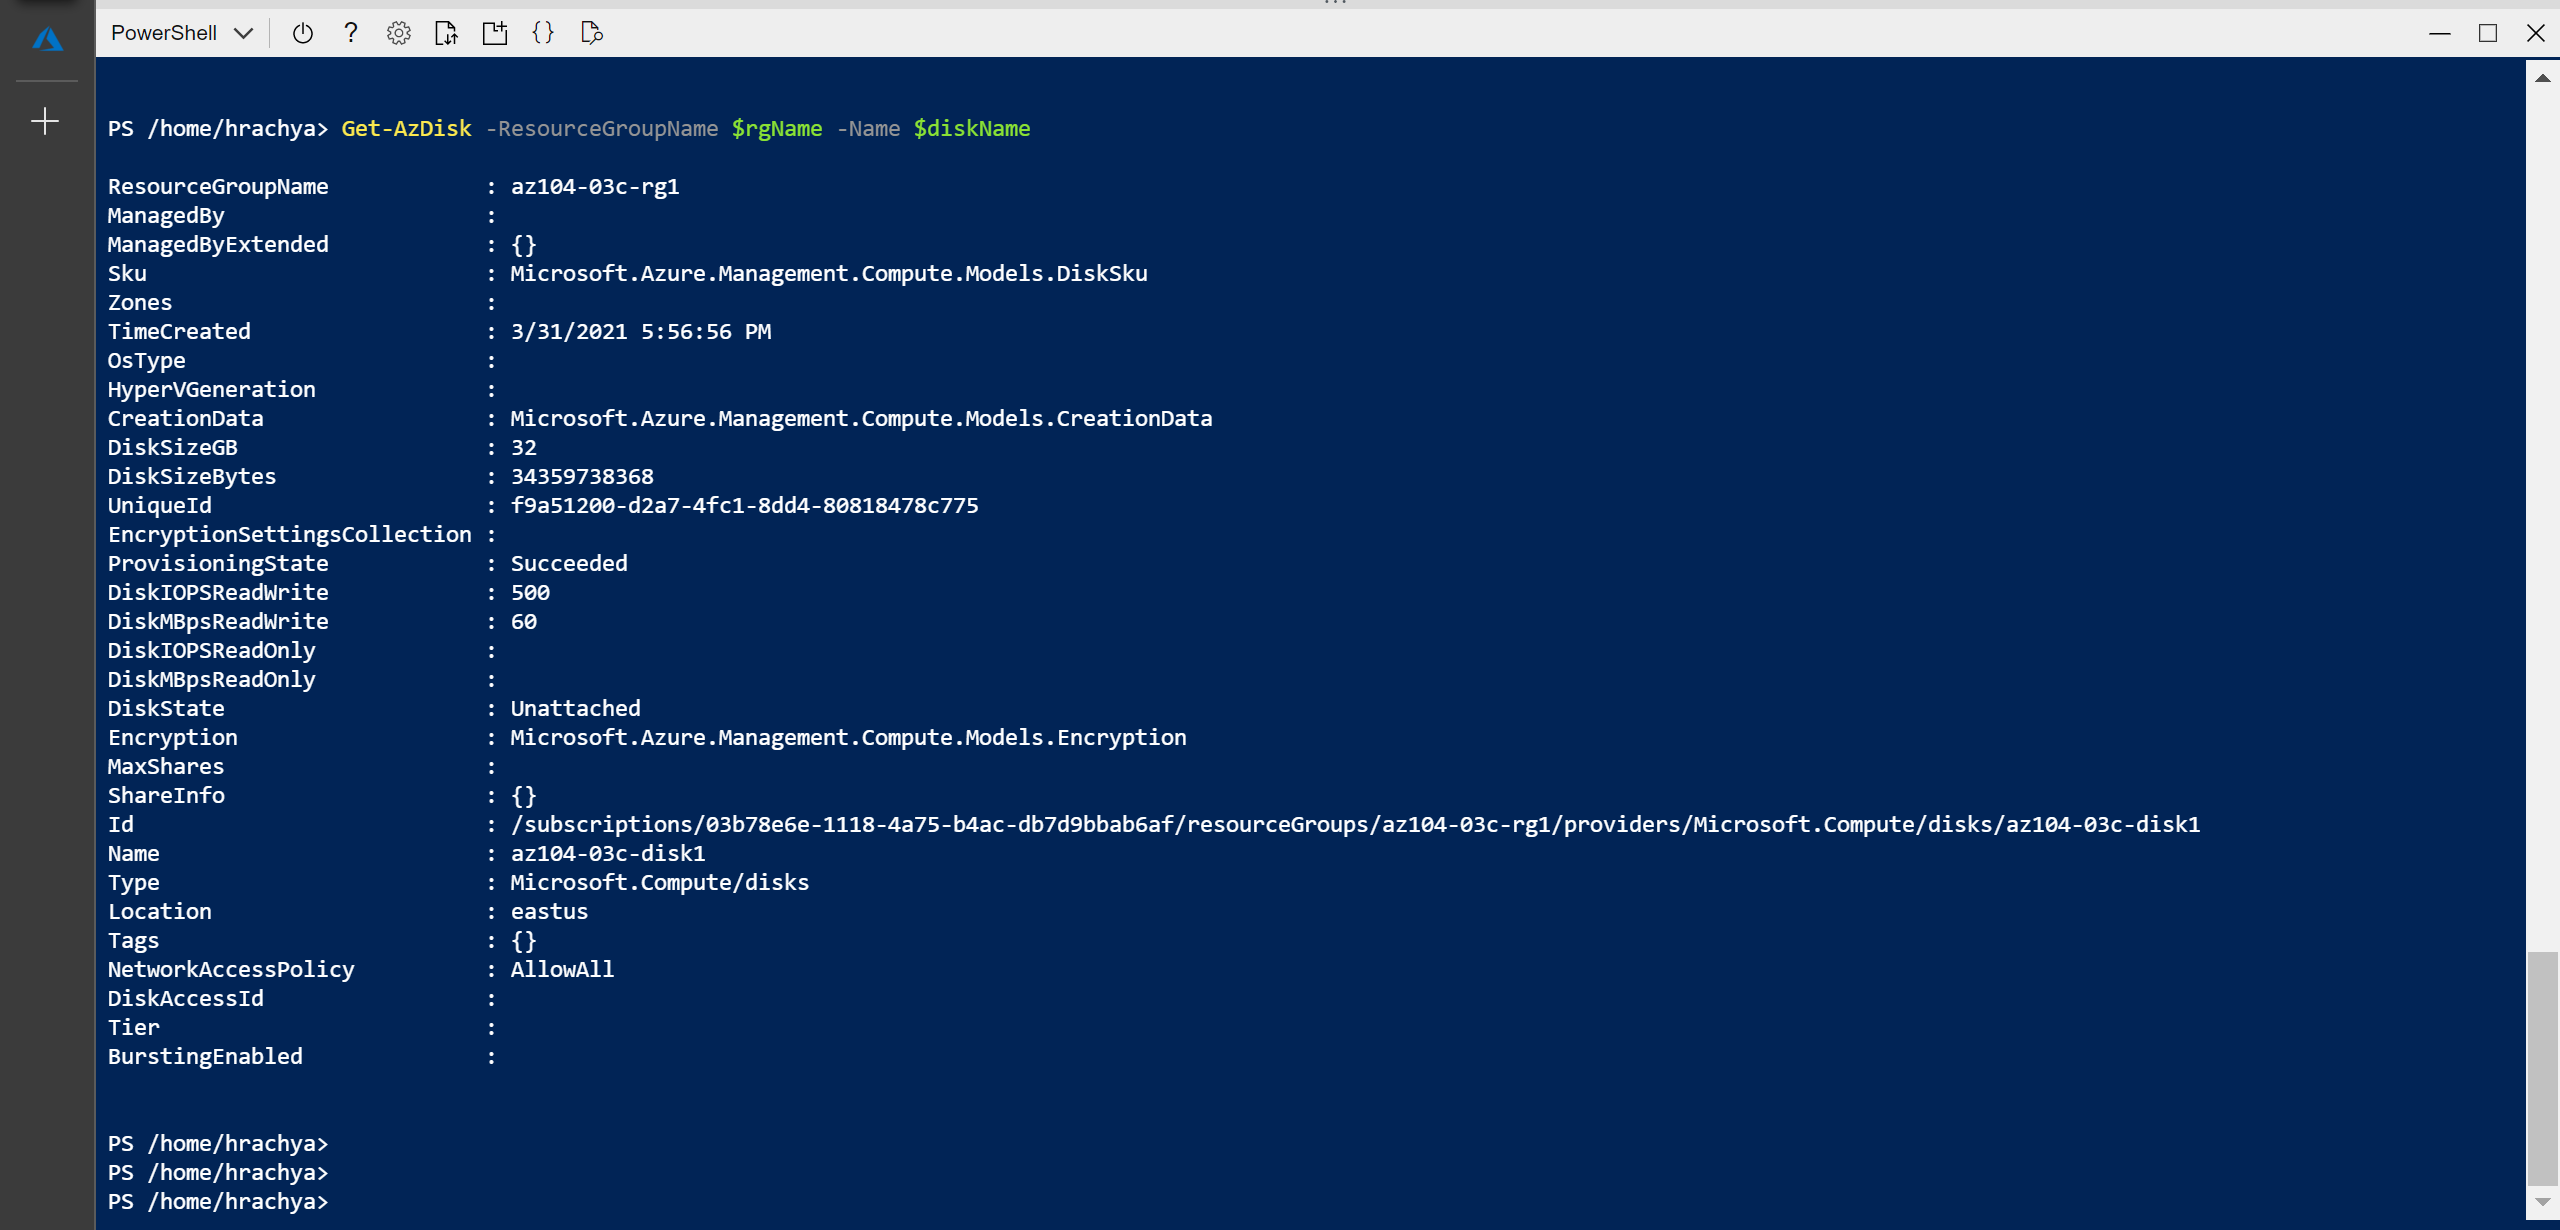 PowerShell
PS /home/hrachya> Get-AzDisk -ResourceGroupName $rgName -Name $diskName
ResourceGroupName : az104-03c-rg1
ManagedBy :
ManagedByExtended : {}
Sku : Microsoft.Azure.Management.Compute.Models.DiskSku
Zones :
TimeCreated : 3/31/2021 5:56:56 PM
OsType :
HyperVGeneration :
CreationData : Microsoft.Azure.Management.Compute.Models.CreationData
DiskSizeGB : 32
DiskSizeBytes : 34359738368
UniqueId : f9a51200-d2a7-4fc1-8dd4-80818478c775
EncryptionSettingsCollection :
ProvisioningState : Succeeded
DiskIOPSReadWrite : 500
DiskMBpsReadWrite : 60
DiskIOPSReadOnly :
DiskMBpsReadOnly :
DiskState : Unattached
Encryption : Microsoft.Azure.Management.Compute.Models.Encryption
MaxShares :
ShareInfo : {}
Id : /subscriptions/03b78e6e-1118-4a75-b4ac-db7d9bbab6af/resourceGroups/az104-03c-rg1/providers/Microsoft.Compute/disks/az104-03c-disk1
Name : az104-03c-disk1
Type : Microsoft.Compute/disks
Location : eastus
Tags : {}
NetworkAccessPolicy : AllowAll
DiskAccessId :
Tier :
BurstingEnabled :
PS /home/hrachya>
PS /home/hrachya>
PS /home/hrachya>